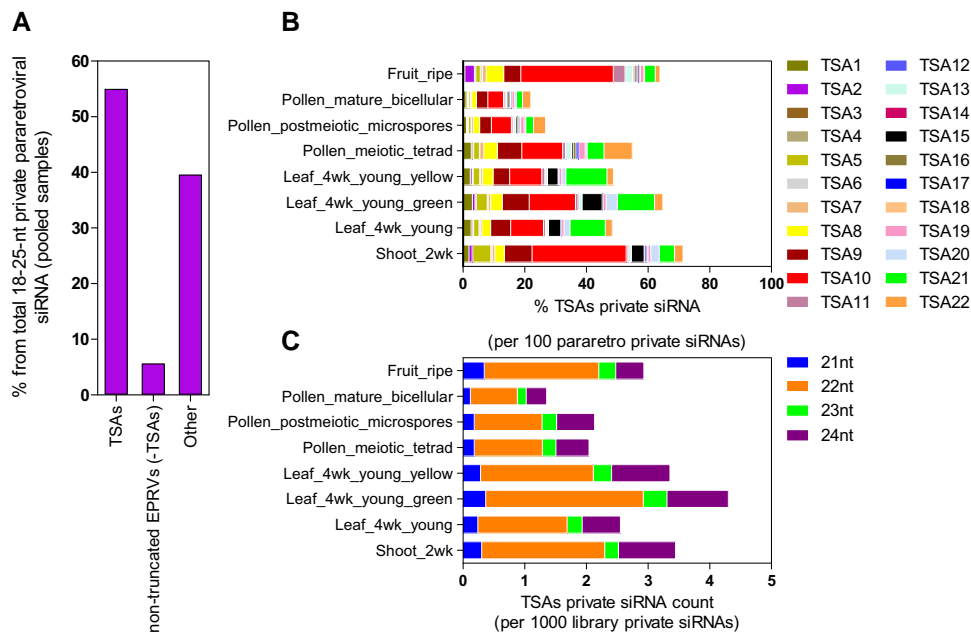 A
% from total 18-25-nt private pararetroviral
siRNA (pooled samples)
60
50
40
30
20
10
0
TSAs
non-truncated EPRVs (-TSAs)
Other
B
Fruit_ripe
Pollen_mature_bicellular
Pollen_postmeiotic_microspores
Pollen_meiotic_tetrad
Leaf_4wk_young_yellow
Leaf_4wk_young_green
Leaf_4wk_young
Shoot_2wk
0 20 40 60 80 100
% TSAs private siRNA
(per 100 pararetro private siRNAs)
TSA1
TSA2
TSA3
TSA4
TSA5
TSA6
TSA7
TSA8
TSA9
TSA10
TSA11
TSA12
TSA13
TSA14
TSA15
TSA16
TSA17
TSA18
TSA19
TSA20
TSA21
TSA22
C
Fruit_ripe
Pollen_mature_bicellular
Pollen_postmeiotic_microspores
Pollen_meiotic_tetrad
Leaf_4wk_young_yellow
Leaf_4wk_young_green
Leaf_4wk_young
Shoot_2wk
0 1 2 3 4 5
TSAs private siRNA count
(per 1000 library private siRNAs)
21nt
22nt
23nt
24nt